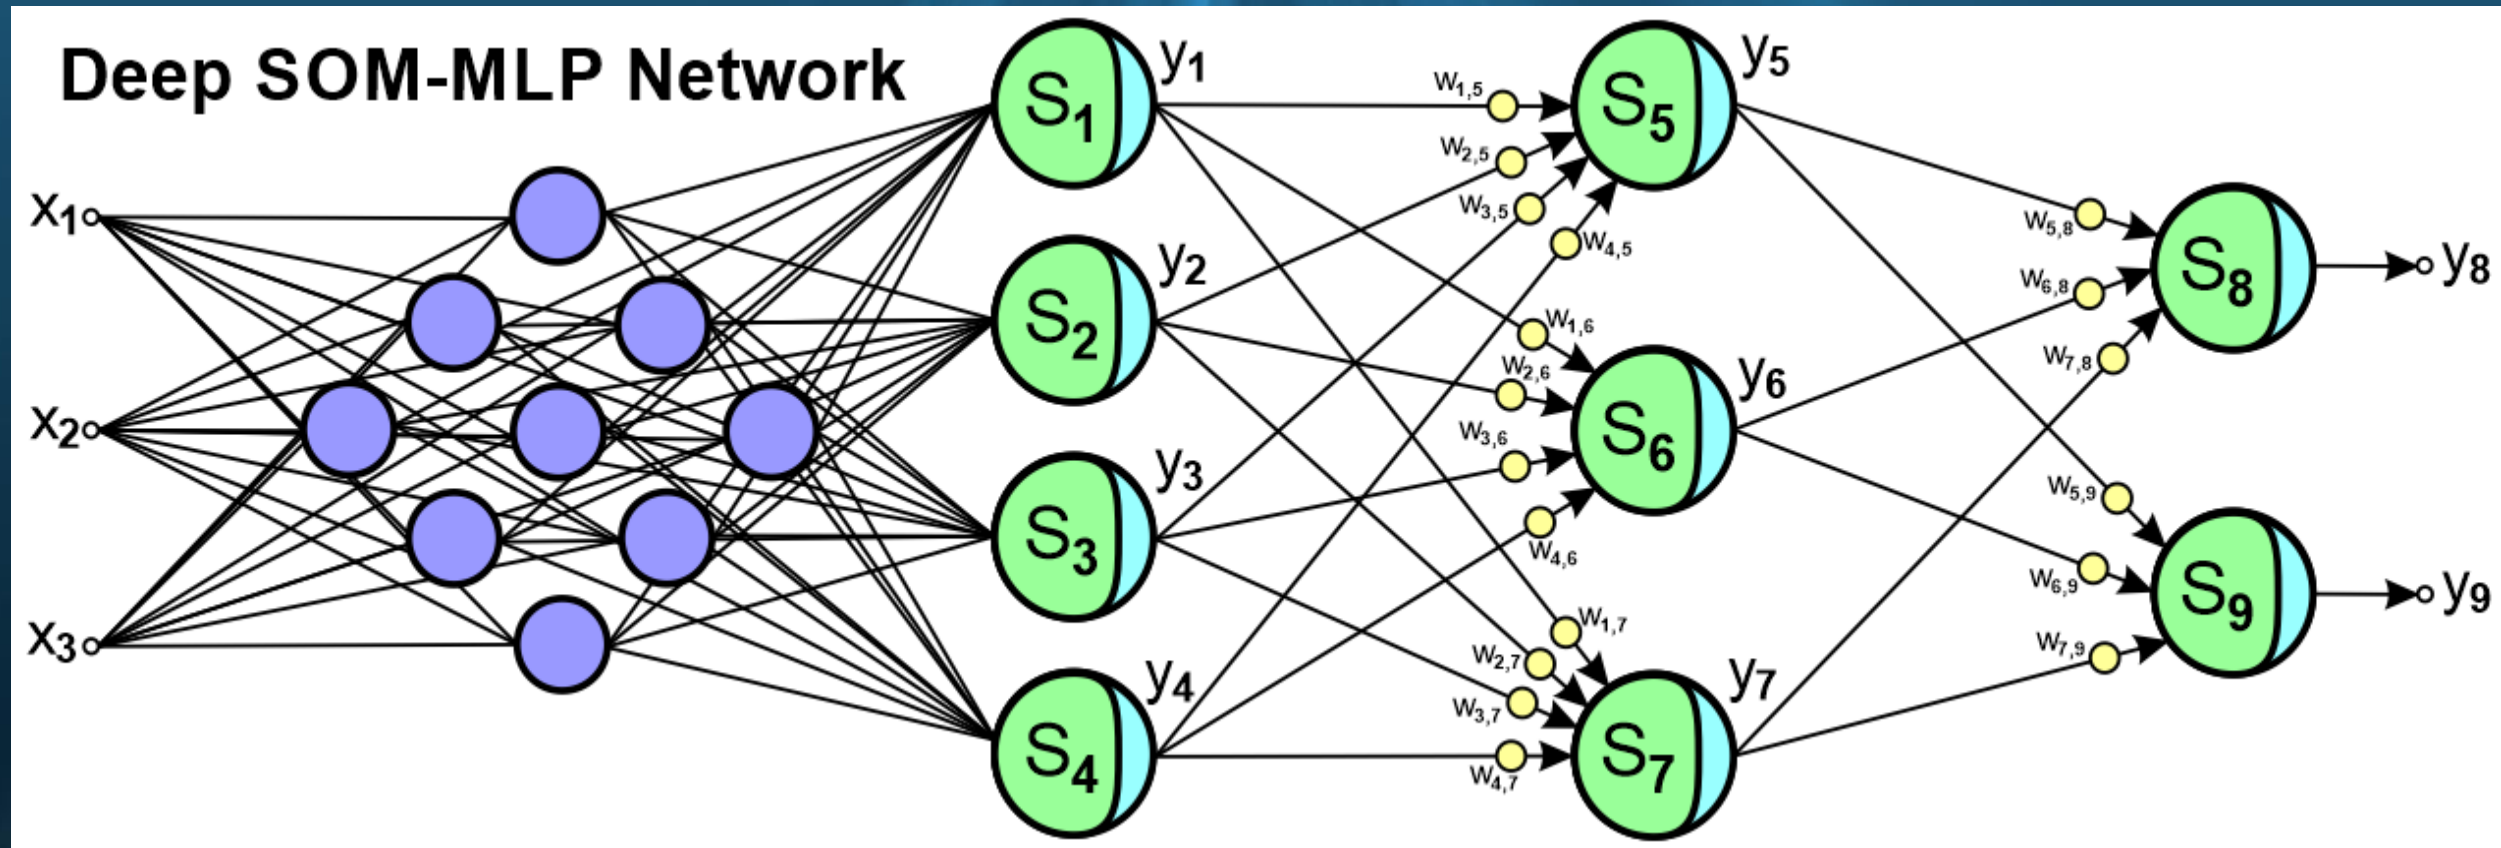 Deep SOM-MLP Network
x1
x2
x3
S1
y1
S2
y2
S3
y3
S4
y4
w1,5
w2,5
w3,5
w4,5
w1,6
w2,6
w3,6
w4,6
w1,7
w2,7
w3,7
w4,7
S5
y5
S6
y6
S7
y7
w5,8
w6,8
w7,8
w5,9
w6,9
w7,9
S8
y8
S9
y9